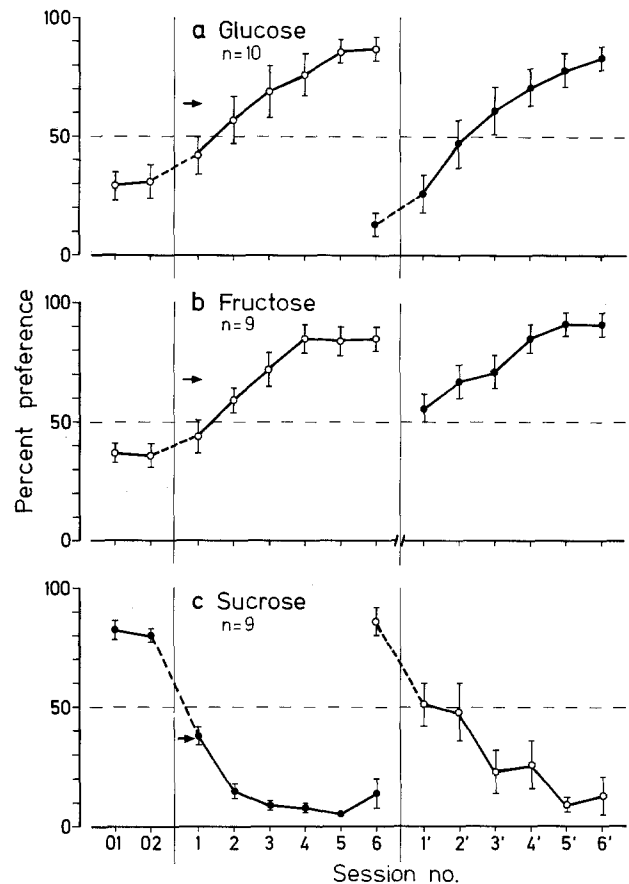 100
a Glucose
n=10
50
0
100
b Fructose
n=9
50
0
100
c Sucrose
n=9
50
0
Percent preference
01 02 1 2 3 4 5 6 1' 2' 3' 4' 5' 6'
Session no.